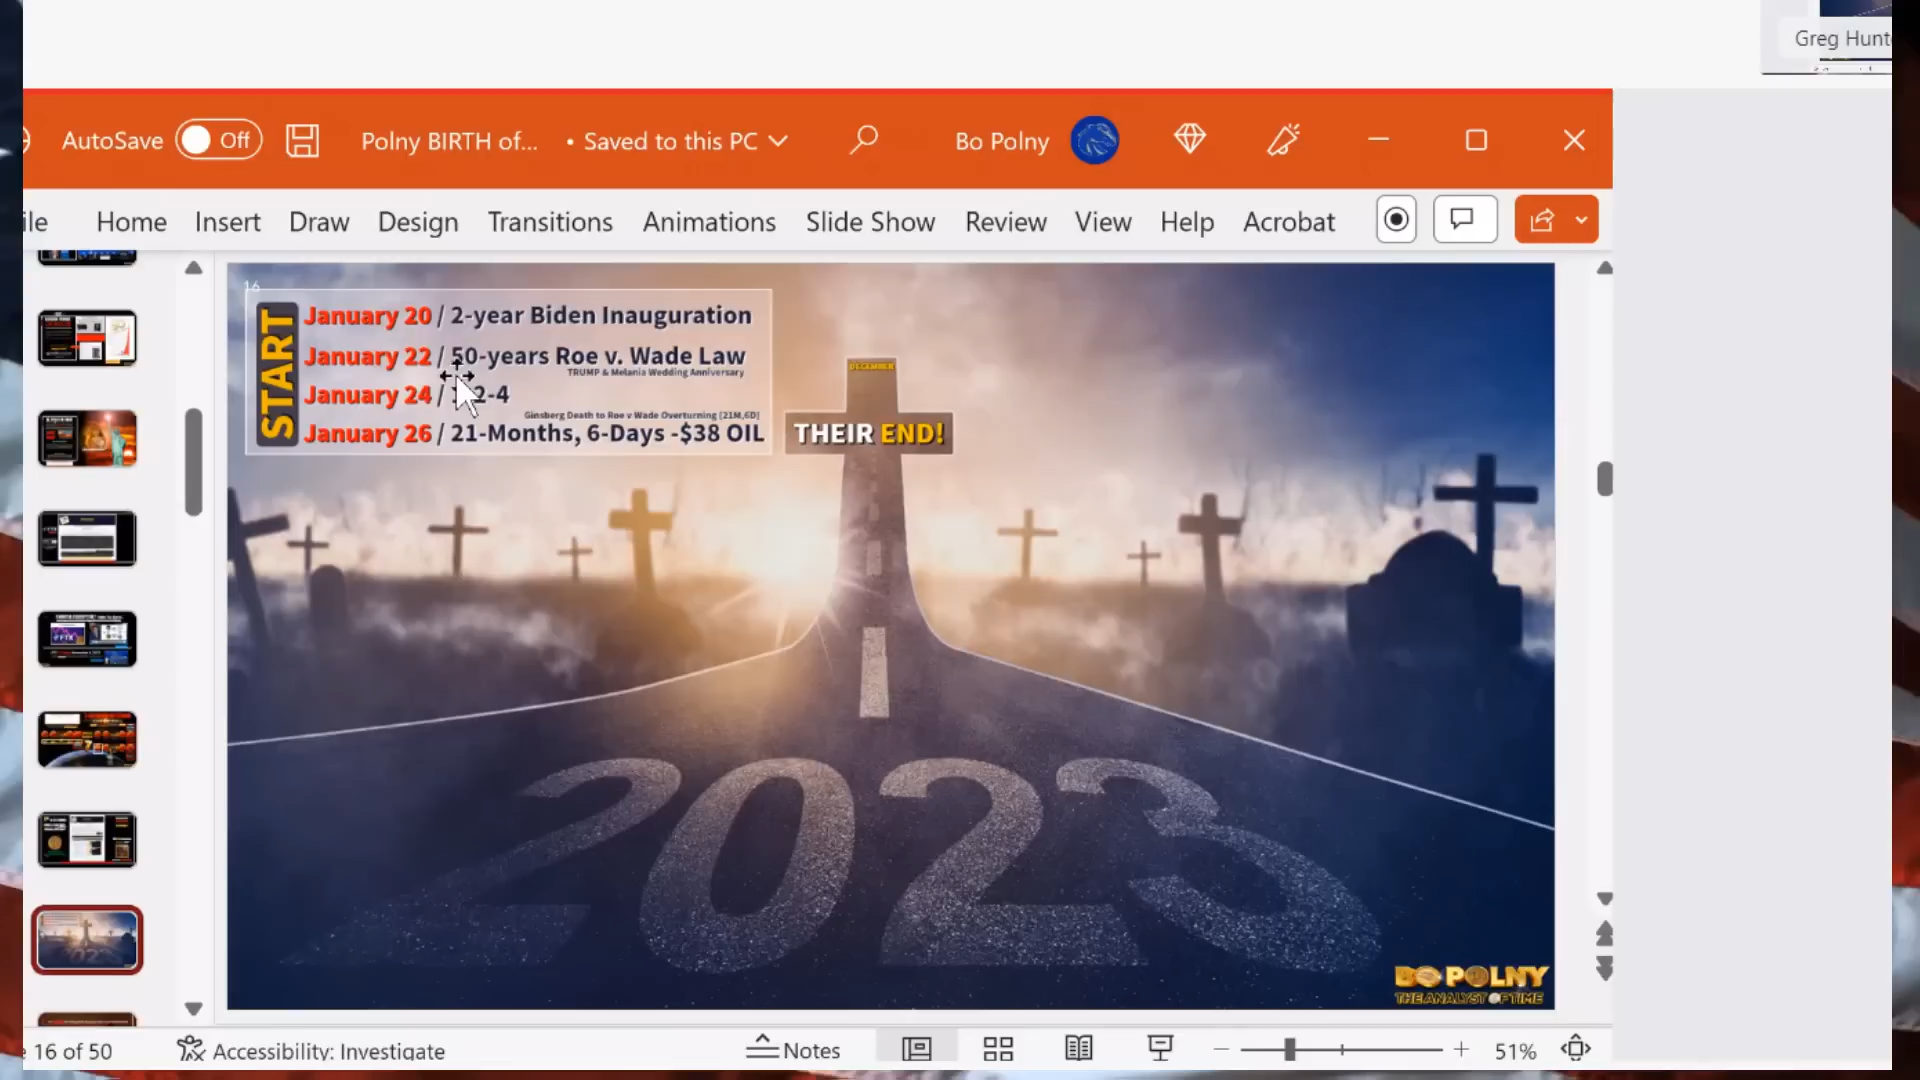 Greg Hunt
AutoSave Off Polny BIRTH of... • Saved to this PC Bo Polny
ile Home Insert Draw Design Transitions Animations Slide Show Review View Help Acrobat
16
START
January 20 / 2-year Biden Inauguration
January 22 / 50-years Roe v. Wade Law
TRUMP & Melania Wedding Anniversary
January 24 / 2-4
Ginsberg Death to Roe v Wade Overturning [21M,6D]
January 26 / 21-Months, 6-Days -$38 OIL
DECEMBER
THEIR END!
2023
BO POLNY
THE ANALYST OF TIME
16 of 50 Accessibility: Investigate Notes 51%